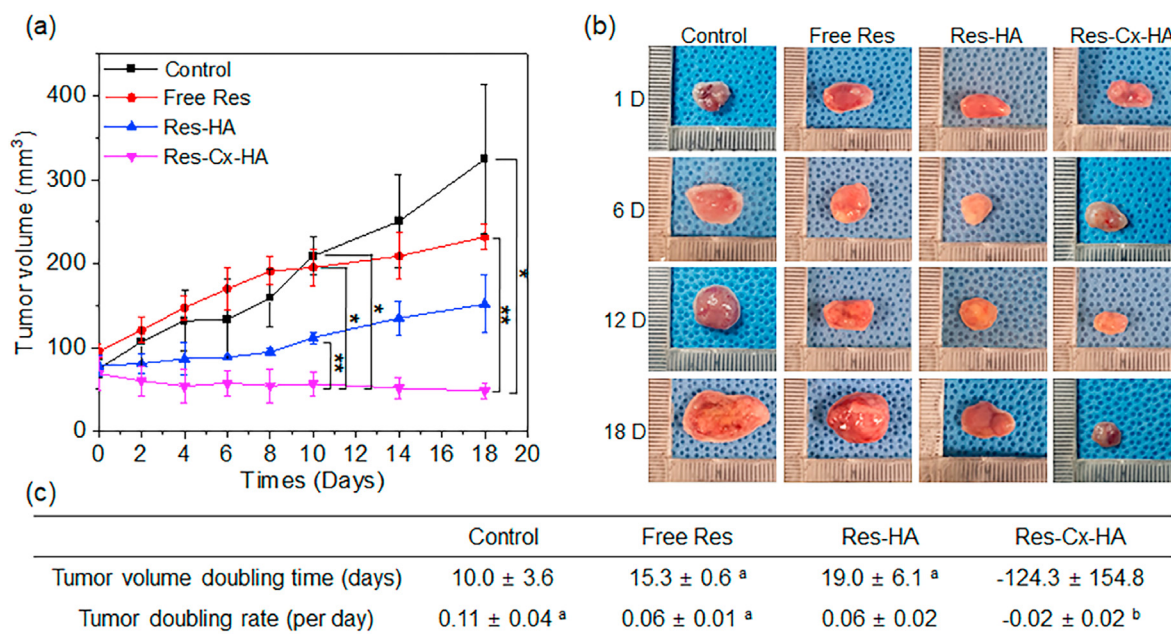 (a)
Control
Free Res
Res-HA
Res-Cx-HA
Tumor volume (mm³)
400
300
200
100
0
0 2 4 6 8 10 12 14 16 18 20
Times (Days)
*
**
*
*
**
(b)
Control Free Res Res-HA Res-Cx-HA
1 D
6 D
12 D
18 D
(c)
Control Free Res Res-HA Res-Cx-HA
Tumor volume doubling time (days) 10.0 ± 3.6 15.3 ± 0.6 ᵃ 19.0 ± 6.1 ᵃ -124.3 ± 154.8
Tumor doubling rate (per day) 0.11 ± 0.04 ᵃ 0.06 ± 0.01 ᵃ 0.06 ± 0.02 -0.02 ± 0.02 ᵇ